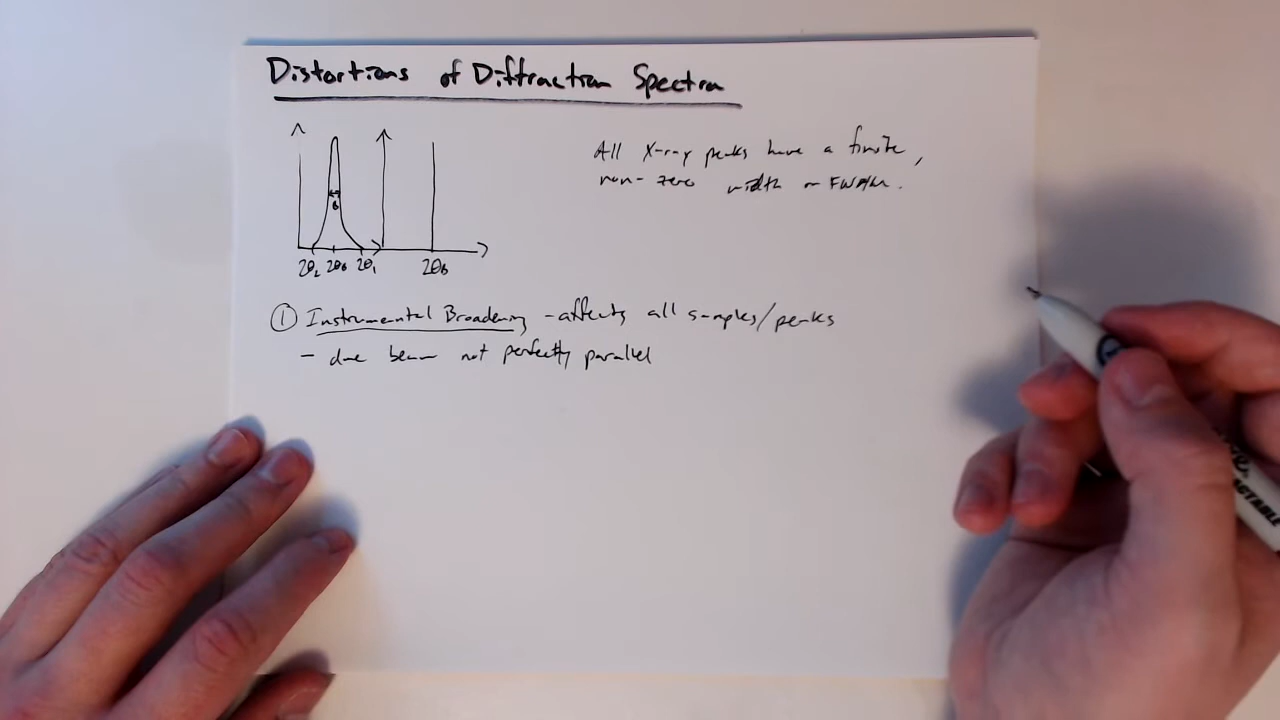 Distortions of Diffraction Spectra
All X-ray peaks have a finite,
non-zero width or FWHM.
B
2θ₂ 2θB 2θ₁ 2θB
① Instrumental Broadening - affects all samples/peaks
- due beam not perfectly parallel